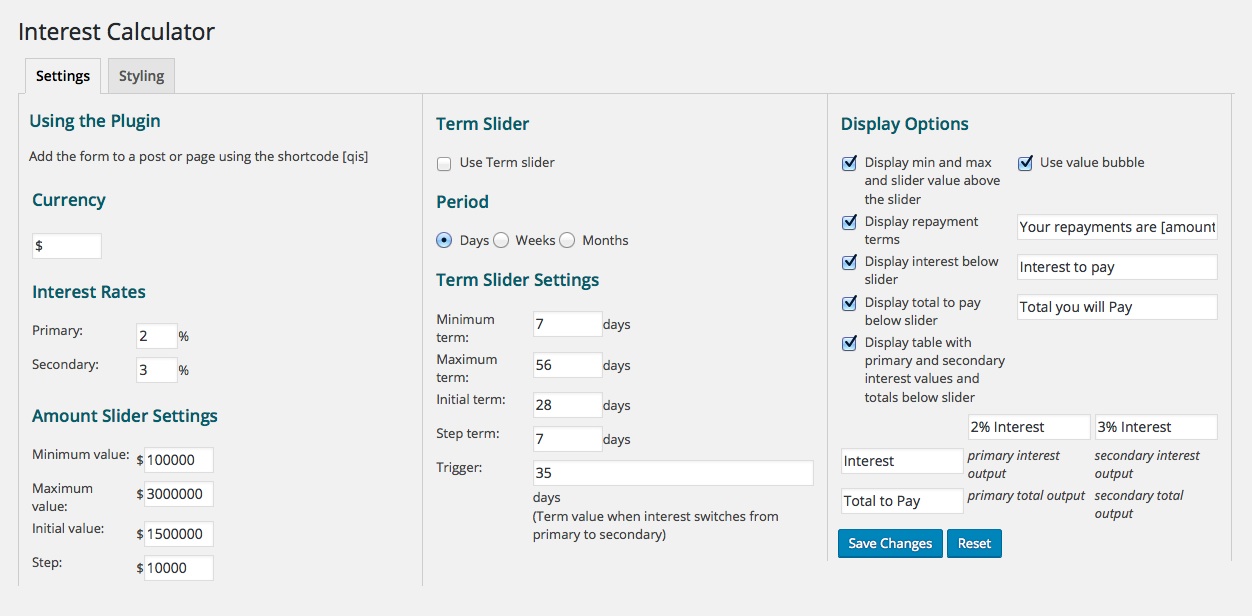 Interest Calculator
Settings
Styling
Using the Plugin
Add the form to a post or page using the shortcode [qis]
Currency
$
Interest Rates
Primary:
2
%
Secondary:
3
%
Amount Slider Settings
Minimum value:
$
100000
Maximum
value:
$
3000000
Initial value:
$
1500000
Step:
$
10000
Term Slider
Use Term slider
Period
Days
Weeks
Months
Term Slider Settings
Minimum
term:
7
days
Maximum
term:
56
days
Initial term:
28
days
Step term:
7
days
Trigger:
35
days
(Term value when interest switches from
primary to secondary)
Display Options
Display min and max
and slider value above
the slider
Use value bubble
Display repayment
terms
Your repayments are [amount
Display interest below
slider
Interest to pay
Display total to pay
below slider
Total you will Pay
Display table with
primary and secondary
interest values and
totals below slider
2% Interest
3% Interest
Interest
primary interest
output
secondary interest
output
Total to Pay
primary total output
secondary total
output
Save Changes
Reset